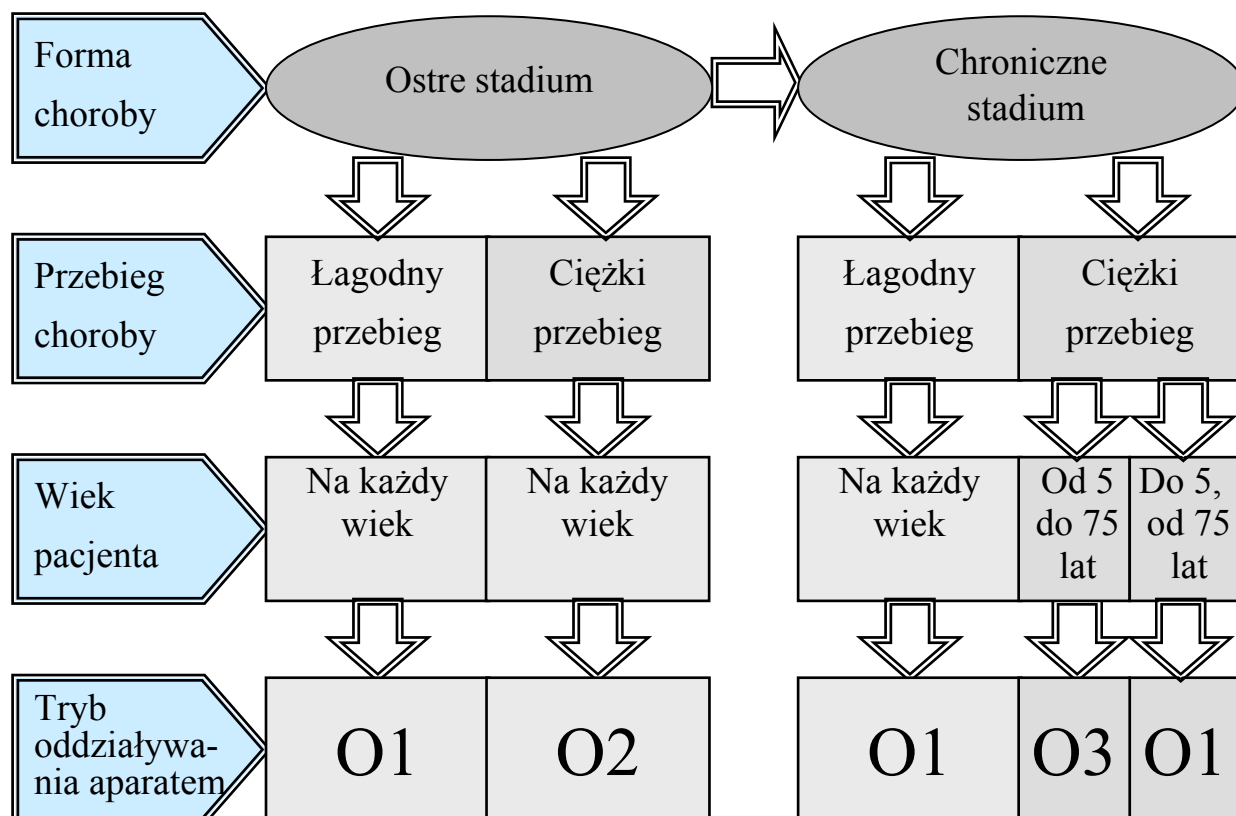 Forma
choroby
Ostre stadium
Chroniczne
stadium
Przebieg
choroby
Łagodny
przebieg
Ciężki
przebieg
Łagodny
przebieg
Ciężki
przebieg
Wiek
pacjenta
Na każdy
wiek
Na każdy
wiek
Na każdy
wiek
Od 5
do 75
lat
Do 5,
od 75
lat
Tryb
oddziaływa-
nia aparatem
O1
O2
O1
O3
O1